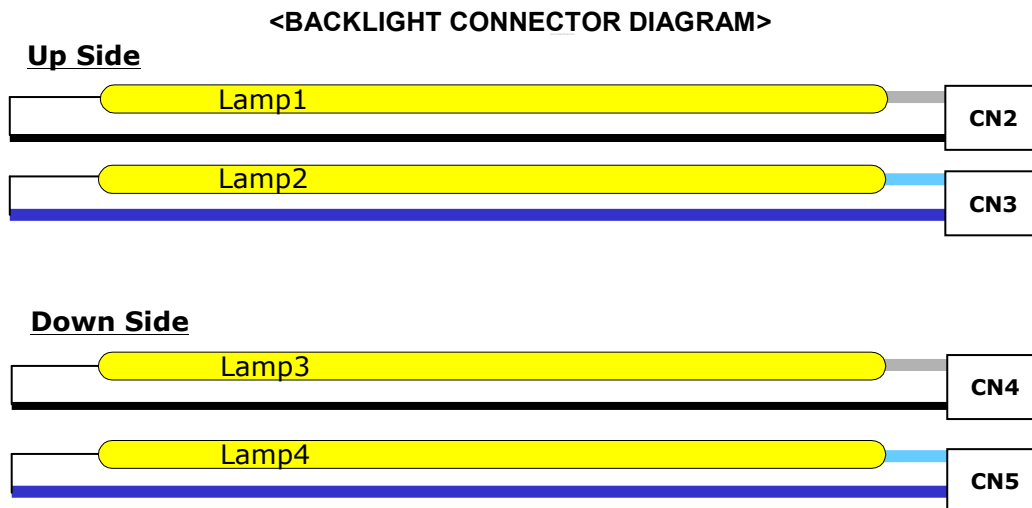 <BACKLIGHT CONNECTOR DIAGRAM>
Up Side
Lamp1
CN2
Lamp2
CN3
Down Side
Lamp3
CN4
Lamp4
CN5